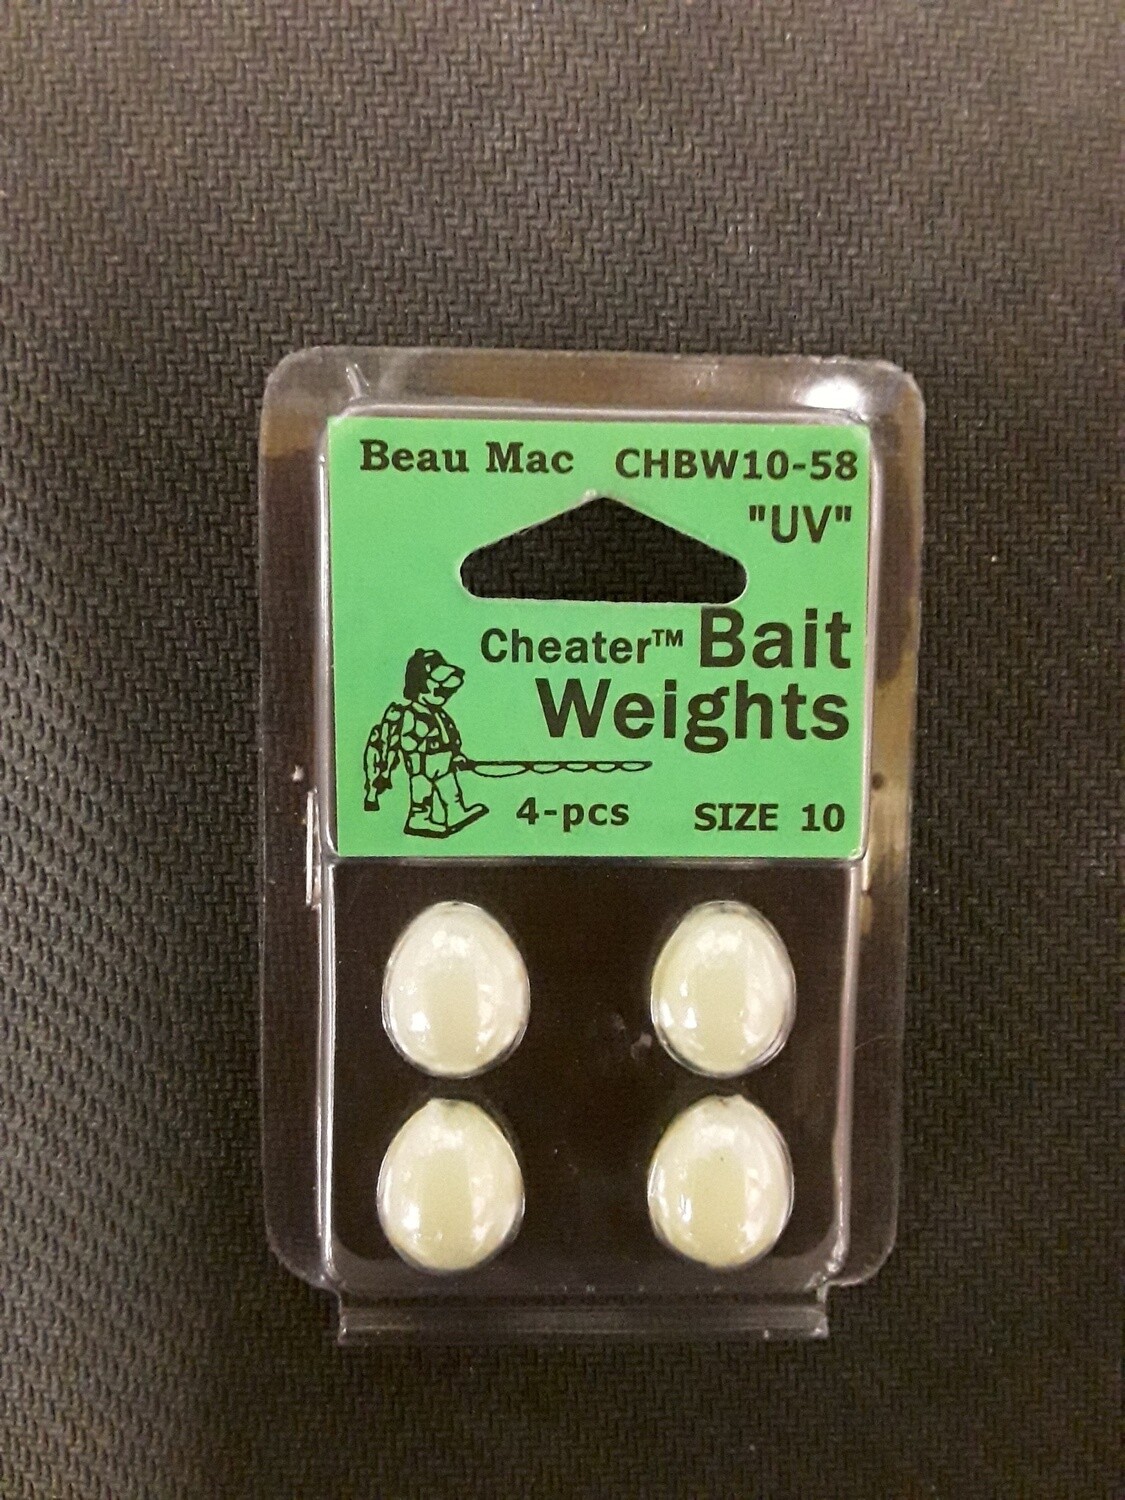 Beau Mac CHBW10-58
"UV"
Cheater™ Bait
Weights
4-pcs SIZE 10